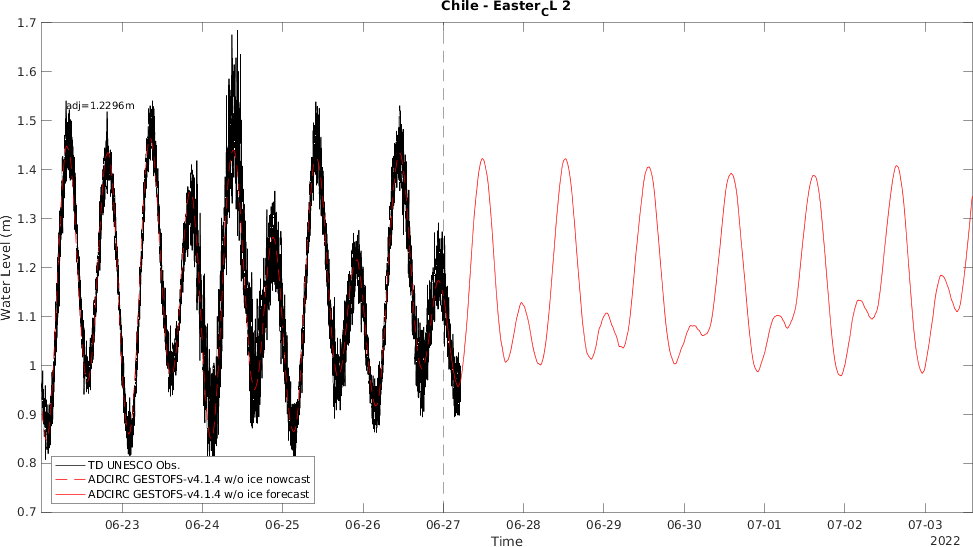 Chile - Easter_CL 2
1.7
1.6
1.5
1.4
1.3
1.2
1.1
1
0.9
0.8
0.7
Water Level (m)
adj=1.2296m
TD UNESCO Obs.
ADCIRC GESTOFS-v4.1.4 w/o ice nowcast
ADCIRC GESTOFS-v4.1.4 w/o ice forecast
06-23 06-24 06-25 06-26 06-27 06-28 06-29 06-30 07-01 07-02 07-03
Time
2022